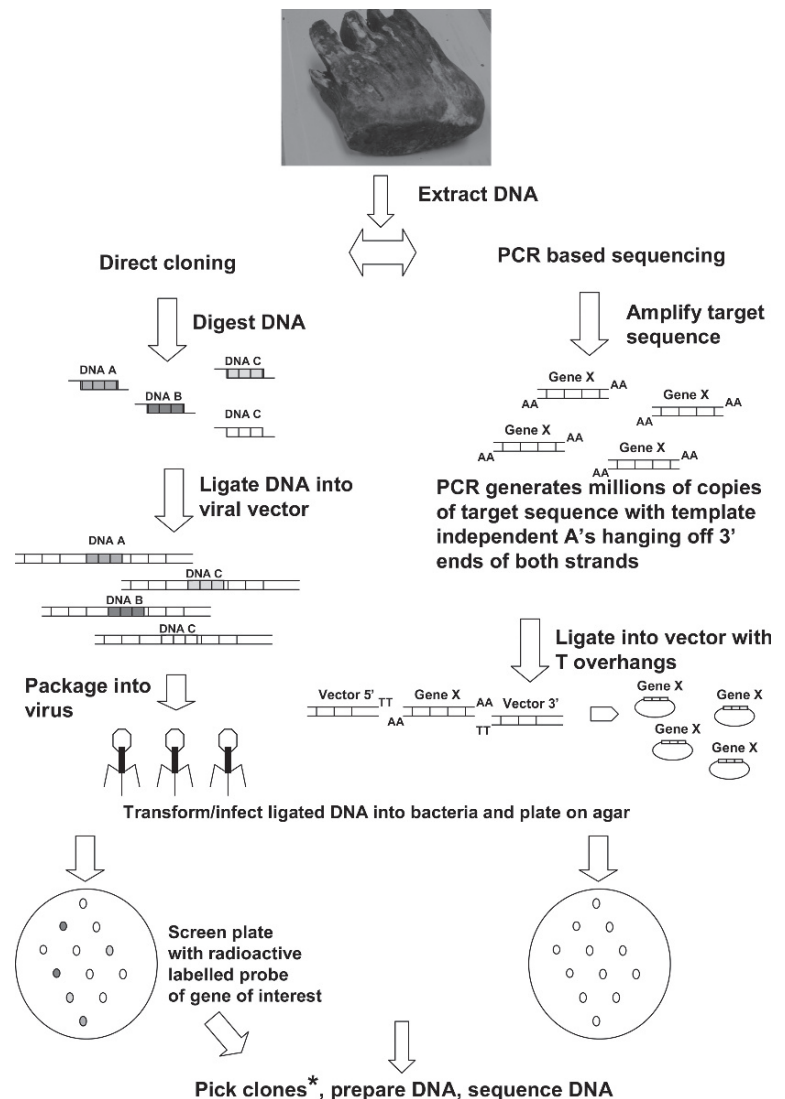 Extract DNA
Direct cloning
PCR based sequencing
Digest DNA
Amplify target
sequence
DNA A
DNA B
DNA C
DNA C
Gene X
AA
AA
Gene X
AA
AA
Gene X
AA
AA
Gene X
AA
AA
Ligate DNA into
viral vector
PCR generates millions of copies
of target sequence with template
independent A's hanging off 3'
ends of both strands
DNA A
DNA C
DNA B
DNA C
Ligate into vector with
T overhangs
Package into
virus
Vector 5'
TT
Gene X
AA
AA
Vector 3'
TT
Gene X
Gene X
Gene X
Gene X
Transform/infect ligated DNA into bacteria and plate on agar
Screen plate
with radioactive
labelled probe
of gene of interest
Pick clones*, prepare DNA, sequence DNA